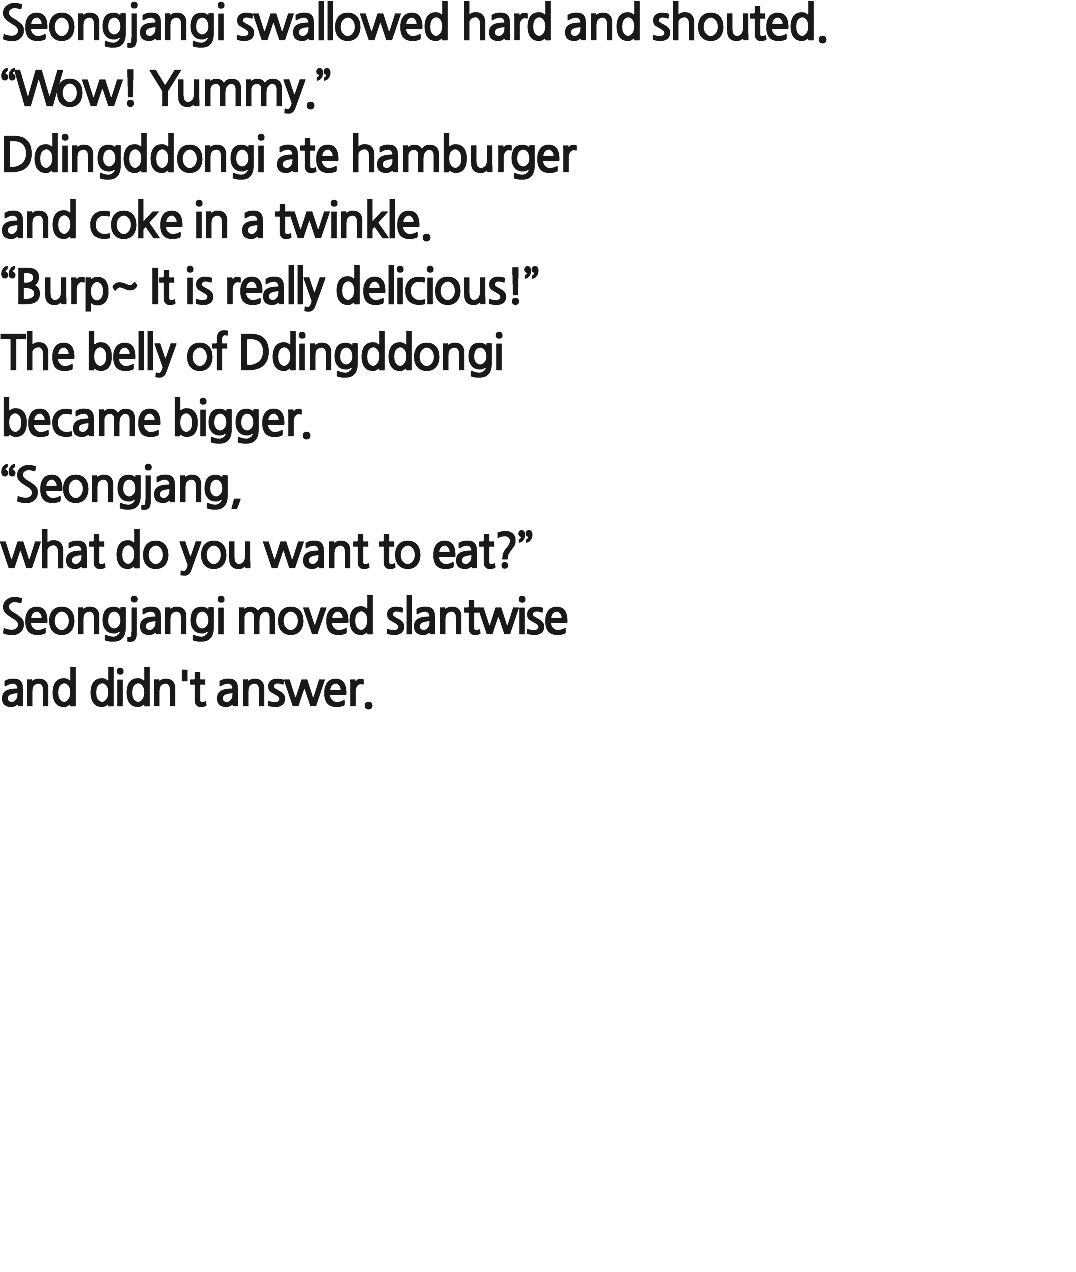 Seongjangi swallowed hard and shouted.
“Wow! Yummy.”
Ddingddongi ate hamburger
and coke in a twinkle.
“Burp~ It is really delicious!”
The belly of Ddingddongi
became bigger.
“Seongjang,
what do you want to eat?”
Seongjangi moved slantwise
and didn't answer.